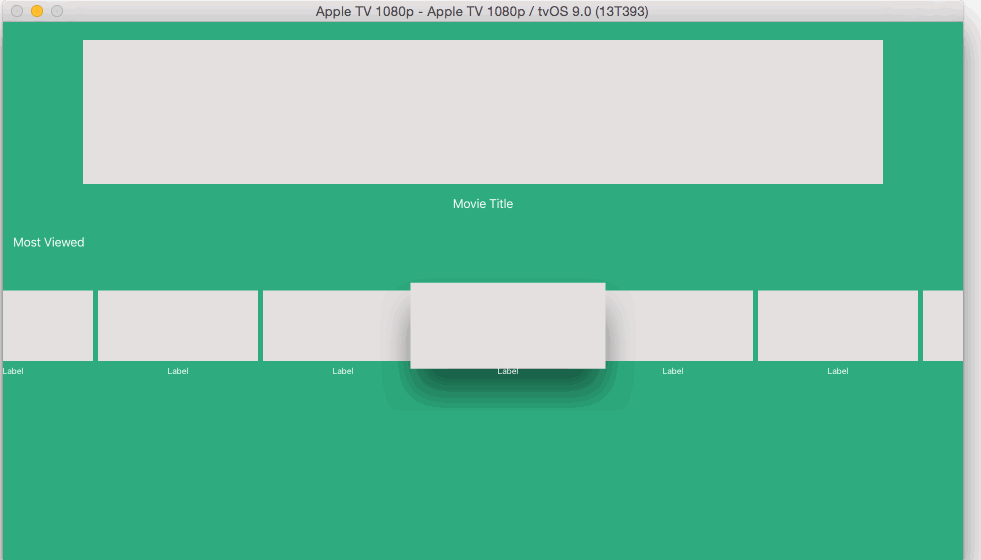 Apple TV 1080p - Apple TV 1080p / tvOS 9.0 (13T393)
Movie Title
Most Viewed
Label Label Label Label Label Label